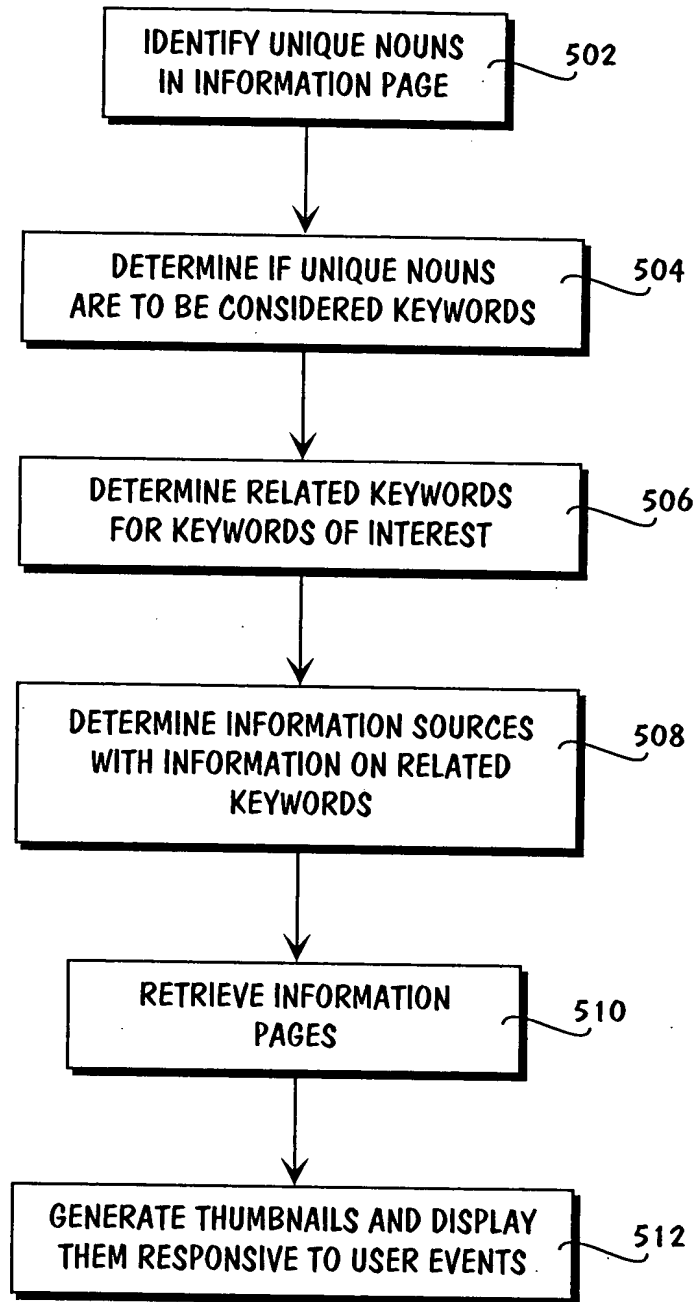 IDENTIFY UNIQUE NOUNS
IN INFORMATION PAGE
502
DETERMINE IF UNIQUE NOUNS
ARE TO BE CONSIDERED KEYWORDS
504
DETERMINE RELATED KEYWORDS
FOR KEYWORDS OF INTEREST
506
DETERMINE INFORMATION SOURCES
WITH INFORMATION ON RELATED
KEYWORDS
508
RETRIEVE INFORMATION
PAGES
510
GENERATE THUMBNAILS AND DISPLAY
THEM RESPONSIVE TO USER EVENTS
512